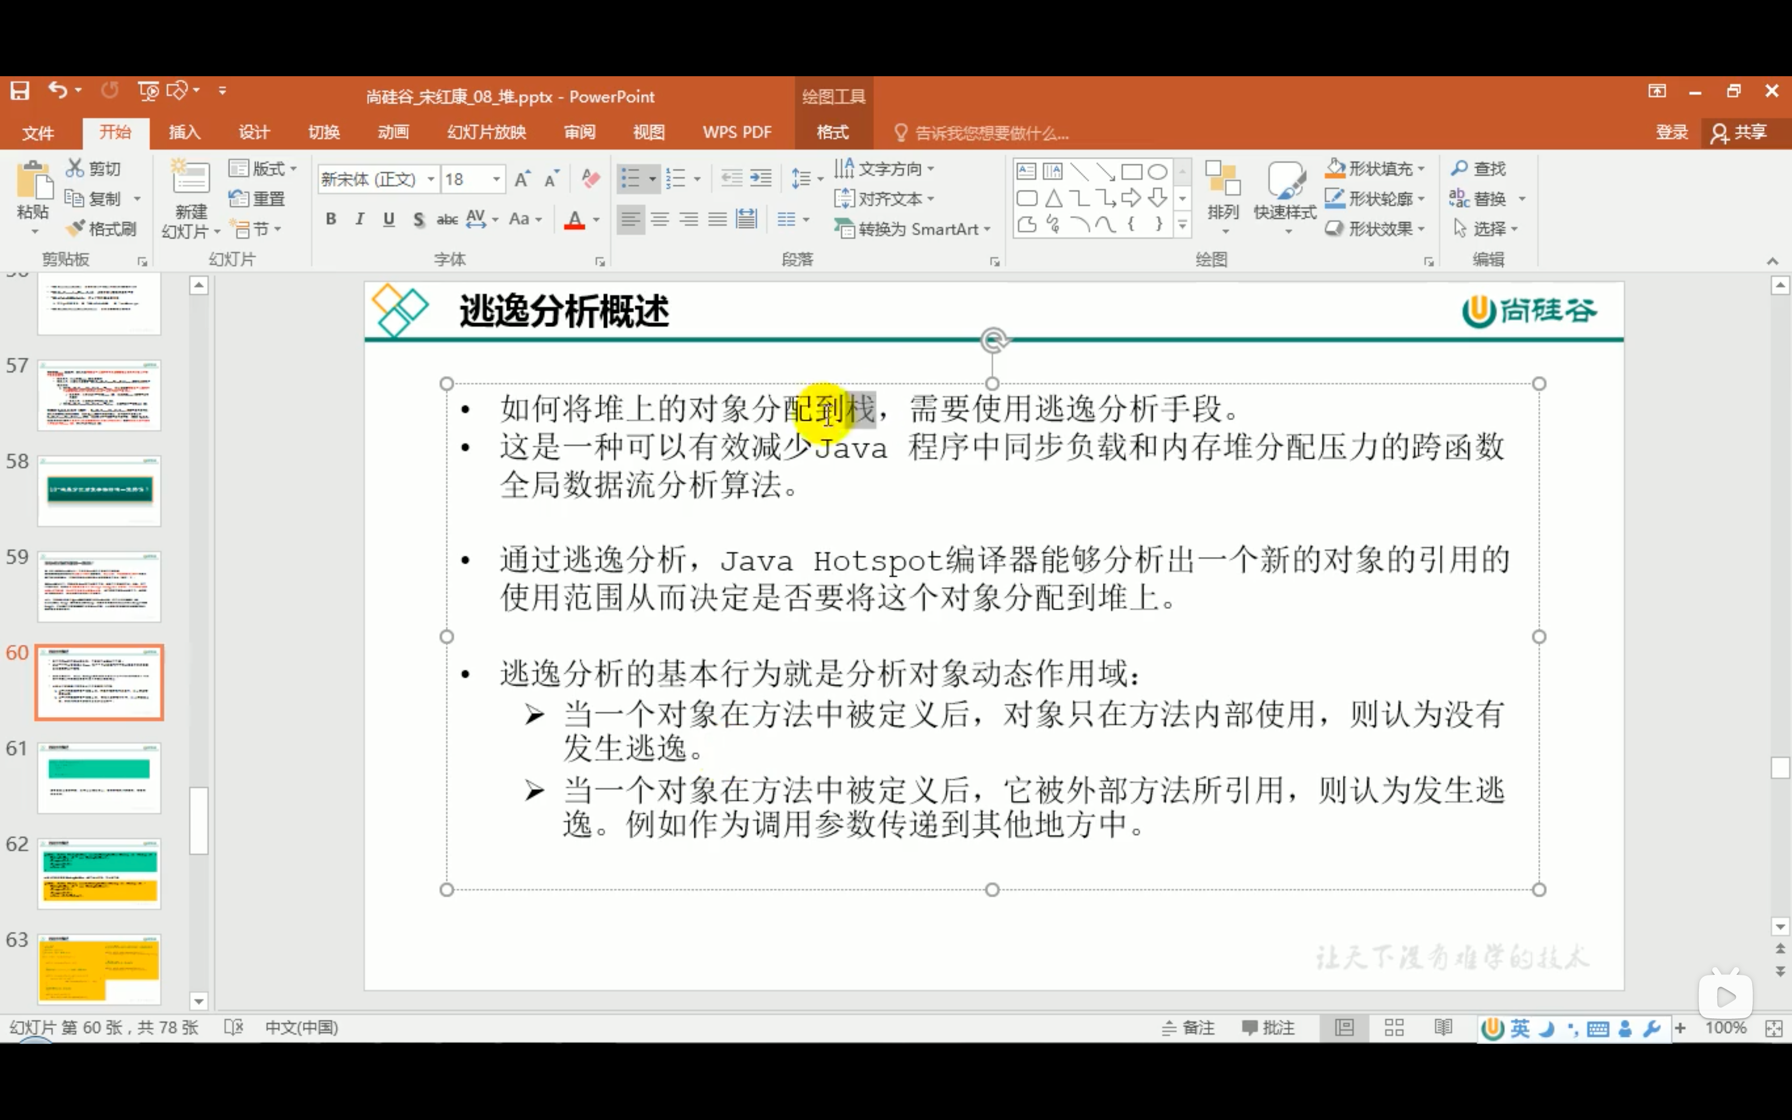 尚硅谷_宋红康_08_堆.pptx - PowerPoint
绘图工具
文件 开始 插入 设计 切换 动画 幻灯片放映 审阅 视图 WPS PDF 格式 告诉我您想要做什么... 登录 共享
粘贴 剪切 复制 格式刷
新建幻灯片 版式 重置 节
新宋体 (正文) 18
B I U S abc AV Aa A
文字方向 对齐文本 转换为 SmartArt
排列 快速样式 形状填充 形状轮廓 形状效果
查找 替换 选择
剪贴板 幻灯片 字体 段落 绘图 编辑
57
58
59
60
61
62
63
逃逸分析概述
尚硅谷
• 如何将堆上的对象分配到栈，需要使用逃逸分析手段。
• 这是一种可以有效减少Java 程序中同步负载和内存堆分配压力的跨函数
全局数据流分析算法。
• 通过逃逸分析，Java Hotspot编译器能够分析出一个新的对象的引用的
使用范围从而决定是否要将这个对象分配到堆上。
• 逃逸分析的基本行为就是分析对象动态作用域：
➢ 当一个对象在方法中被定义后，对象只在方法内部使用，则认为没有
发生逃逸。
➢ 当一个对象在方法中被定义后，它被外部方法所引用，则认为发生逃
逸。例如作为调用参数传递到其他地方中。
让天下没有难学的技术
幻灯片 第 60 张，共 78 张 中文(中国) 备注 批注 英 100%